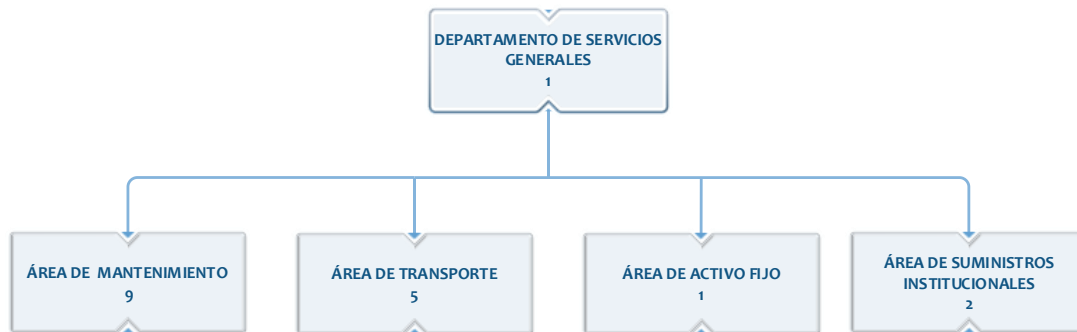 DEPARTAMENTO DE SERVICIOS
GENERALES
1
ÁREA DE MANTENIMIENTO
9
ÁREA DE TRANSPORTE
5
ÁREA DE ACTIVO FIJO
1
ÁREA DE SUMINISTROS
INSTITUCIONALES
2